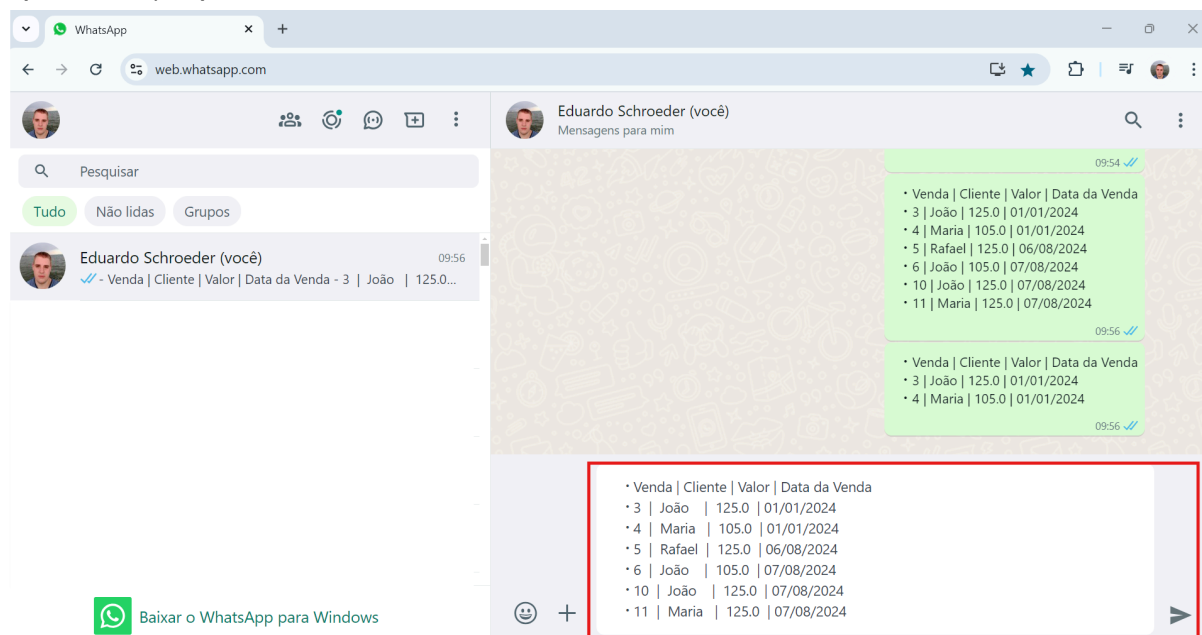 WhatsApp
web.whatsapp.com
Eduardo Schroeder (você)
Mensagens para mim
Pesquisar
Tudo Não lidas Grupos
Eduardo Schroeder (você) 09:56
- Venda | Cliente | Valor | Data da Venda - 3 | João | 125.0...
Baixar o WhatsApp para Windows
09:54
• Venda | Cliente | Valor | Data da Venda
• 3 | João | 125.0 | 01/01/2024
• 4 | Maria | 105.0 | 01/01/2024
• 5 | Rafael | 125.0 | 06/08/2024
• 6 | João | 105.0 | 07/08/2024
• 10 | João | 125.0 | 07/08/2024
• 11 | Maria | 125.0 | 07/08/2024
09:56
• Venda | Cliente | Valor | Data da Venda
• 3 | João | 125.0 | 01/01/2024
• 4 | Maria | 105.0 | 01/01/2024
09:56
• Venda | Cliente | Valor | Data da Venda
• 3 | João | 125.0 | 01/01/2024
• 4 | Maria | 105.0 | 01/01/2024
• 5 | Rafael | 125.0 | 06/08/2024
• 6 | João | 105.0 | 07/08/2024
• 10 | João | 125.0 | 07/08/2024
• 11 | Maria | 125.0 | 07/08/2024